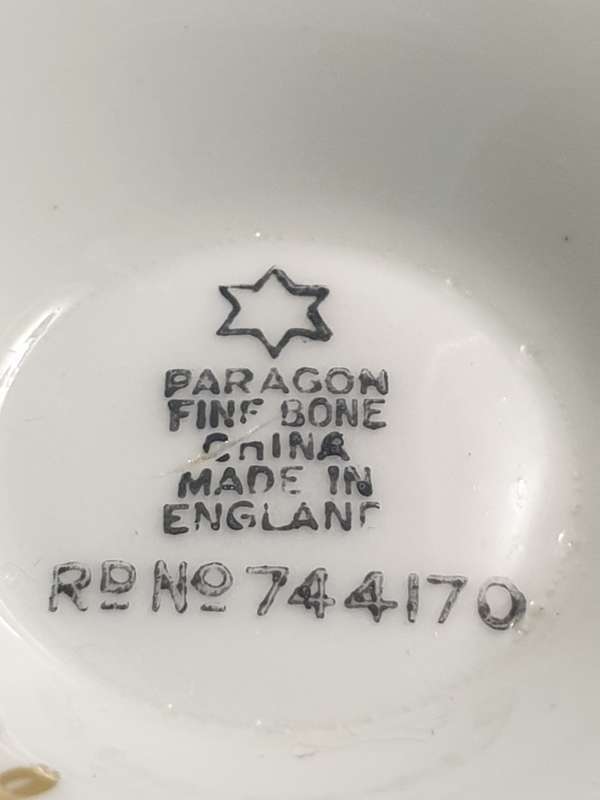 PARAGON
FINE BONE
CHINA
MADE IN
ENGLAND
RD NO 744170